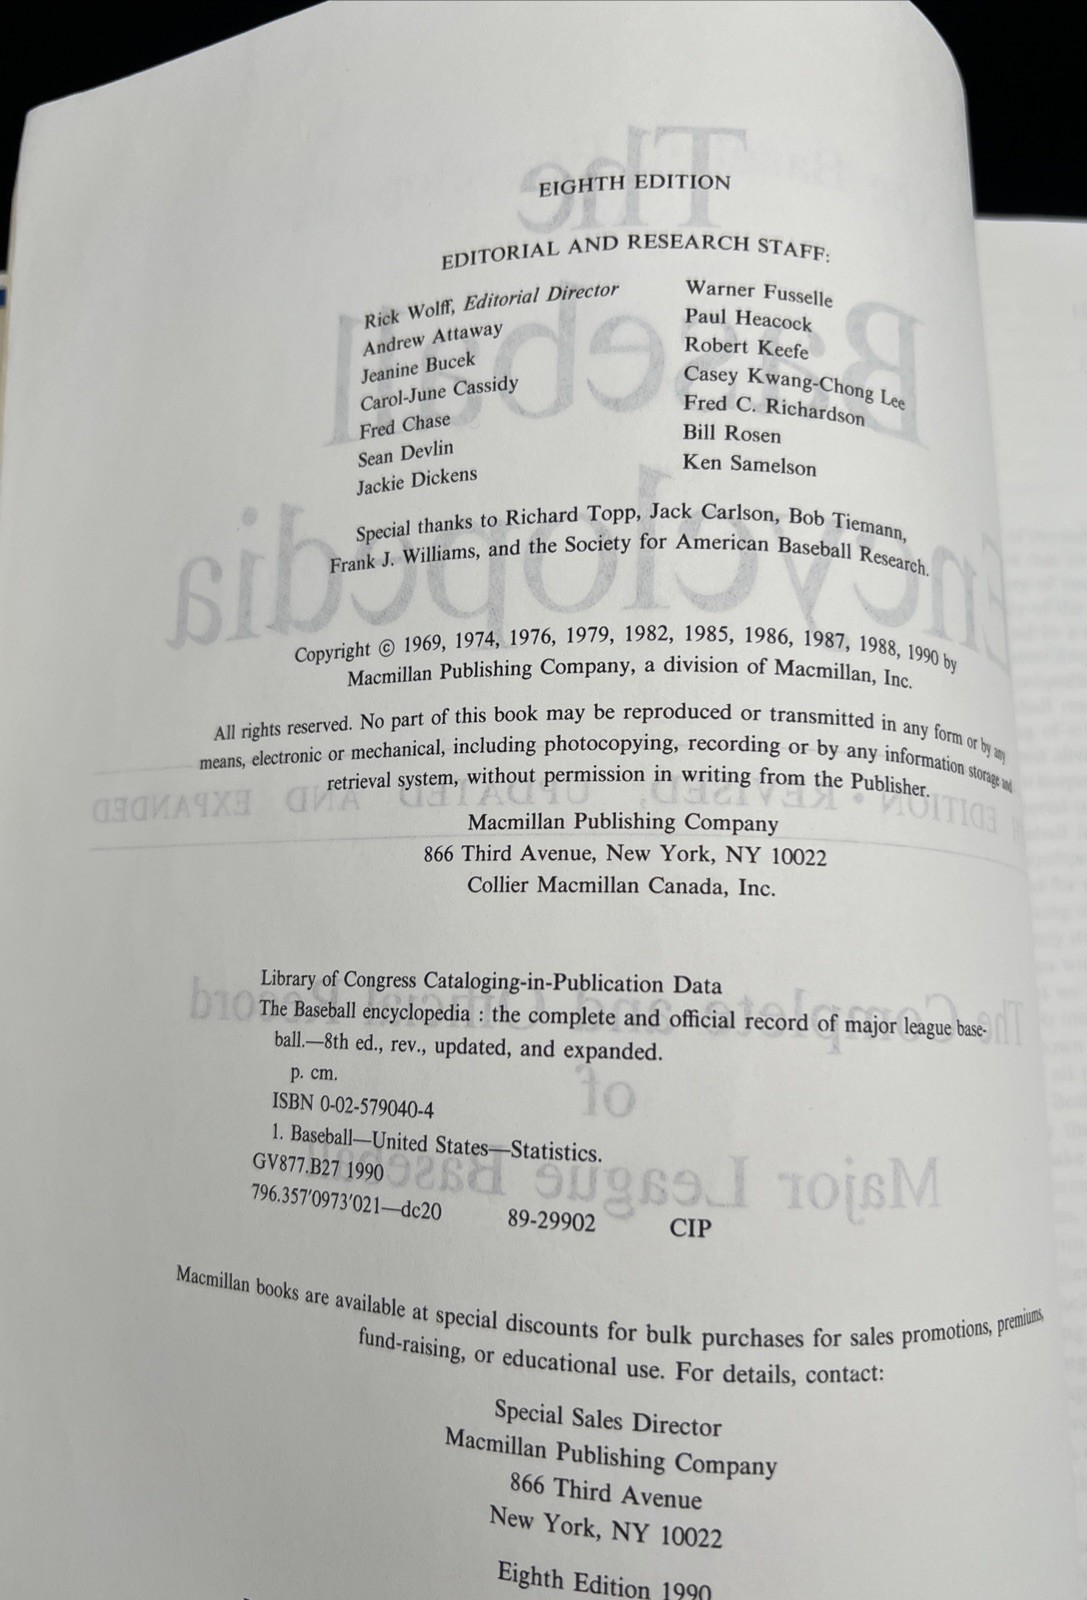 EIGHTH EDITION
EDITORIAL AND RESEARCH STAFF:
Rick Wolff, Editorial Director
Andrew Attaway
Jeanine Bucek
Carol-June Cassidy
Fred Chase
Sean Devlin
Jackie Dickens
Warner Fusselle
Paul Heacock
Robert Keefe
Casey Kwang-Chong Lee
Fred C. Richardson
Bill Rosen
Ken Samelson
Special thanks to Richard Topp, Jack Carlson, Bob Tiemann,
Frank J. Williams, and the Society for American Baseball Research.
Copyright © 1969, 1974, 1976, 1979, 1982, 1985, 1986, 1987, 1988, 1990 by
Macmillan Publishing Company, a division of Macmillan, Inc.
All rights reserved. No part of this book may be reproduced or transmitted in any form or by any
means, electronic or mechanical, including photocopying, recording or by any information storage and
retrieval system, without permission in writing from the Publisher.
Macmillan Publishing Company
866 Third Avenue, New York, NY 10022
Collier Macmillan Canada, Inc.
Library of Congress Cataloging-in-Publication Data
The Baseball encyclopedia : the complete and official record of major league base-
ball.—8th ed., rev., updated, and expanded.
p. cm.
ISBN 0-02-579040-4
1. Baseball—United States—Statistics.
GV877.B27 1990
796.357′0973′021—dc20 89-29902 CIP
Macmillan books are available at special discounts for bulk purchases for sales promotions, premiums,
fund-raising, or educational use. For details, contact:
Special Sales Director
Macmillan Publishing Company
866 Third Avenue
New York, NY 10022
Eighth Edition 1990